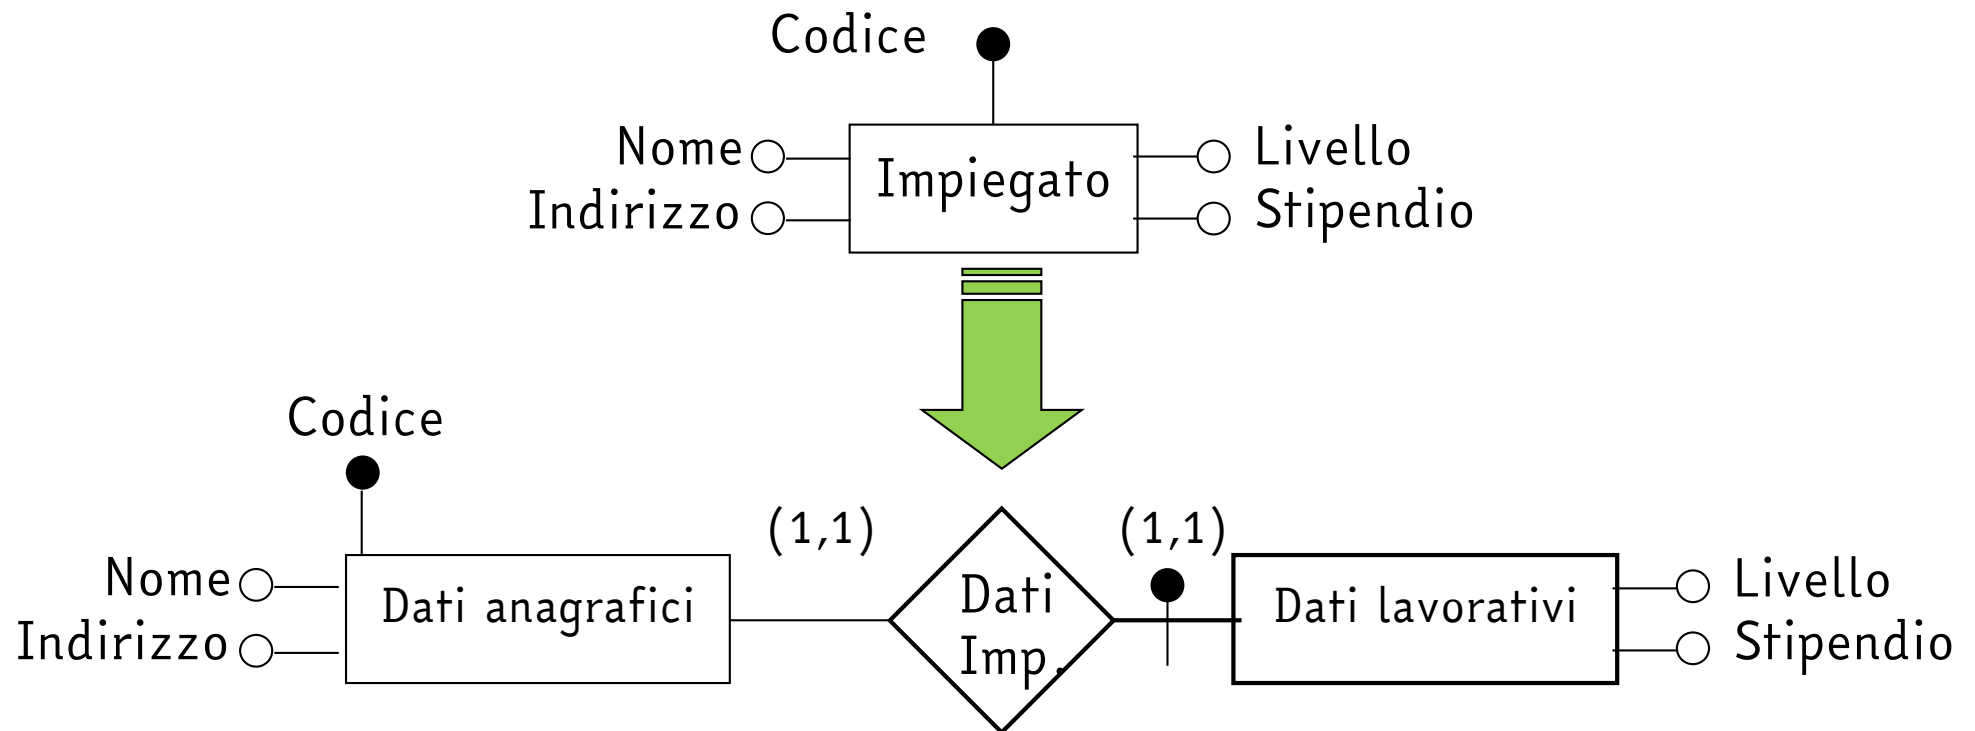 Codice
Nome
Livello
Impiegato
Indirizzo
Stipendio
Codice
(1,1)
(1,1)
Nome
Dati anagrafici
Dati
Imp.
Dati lavorativi
Livello
Indirizzo
Stipendio